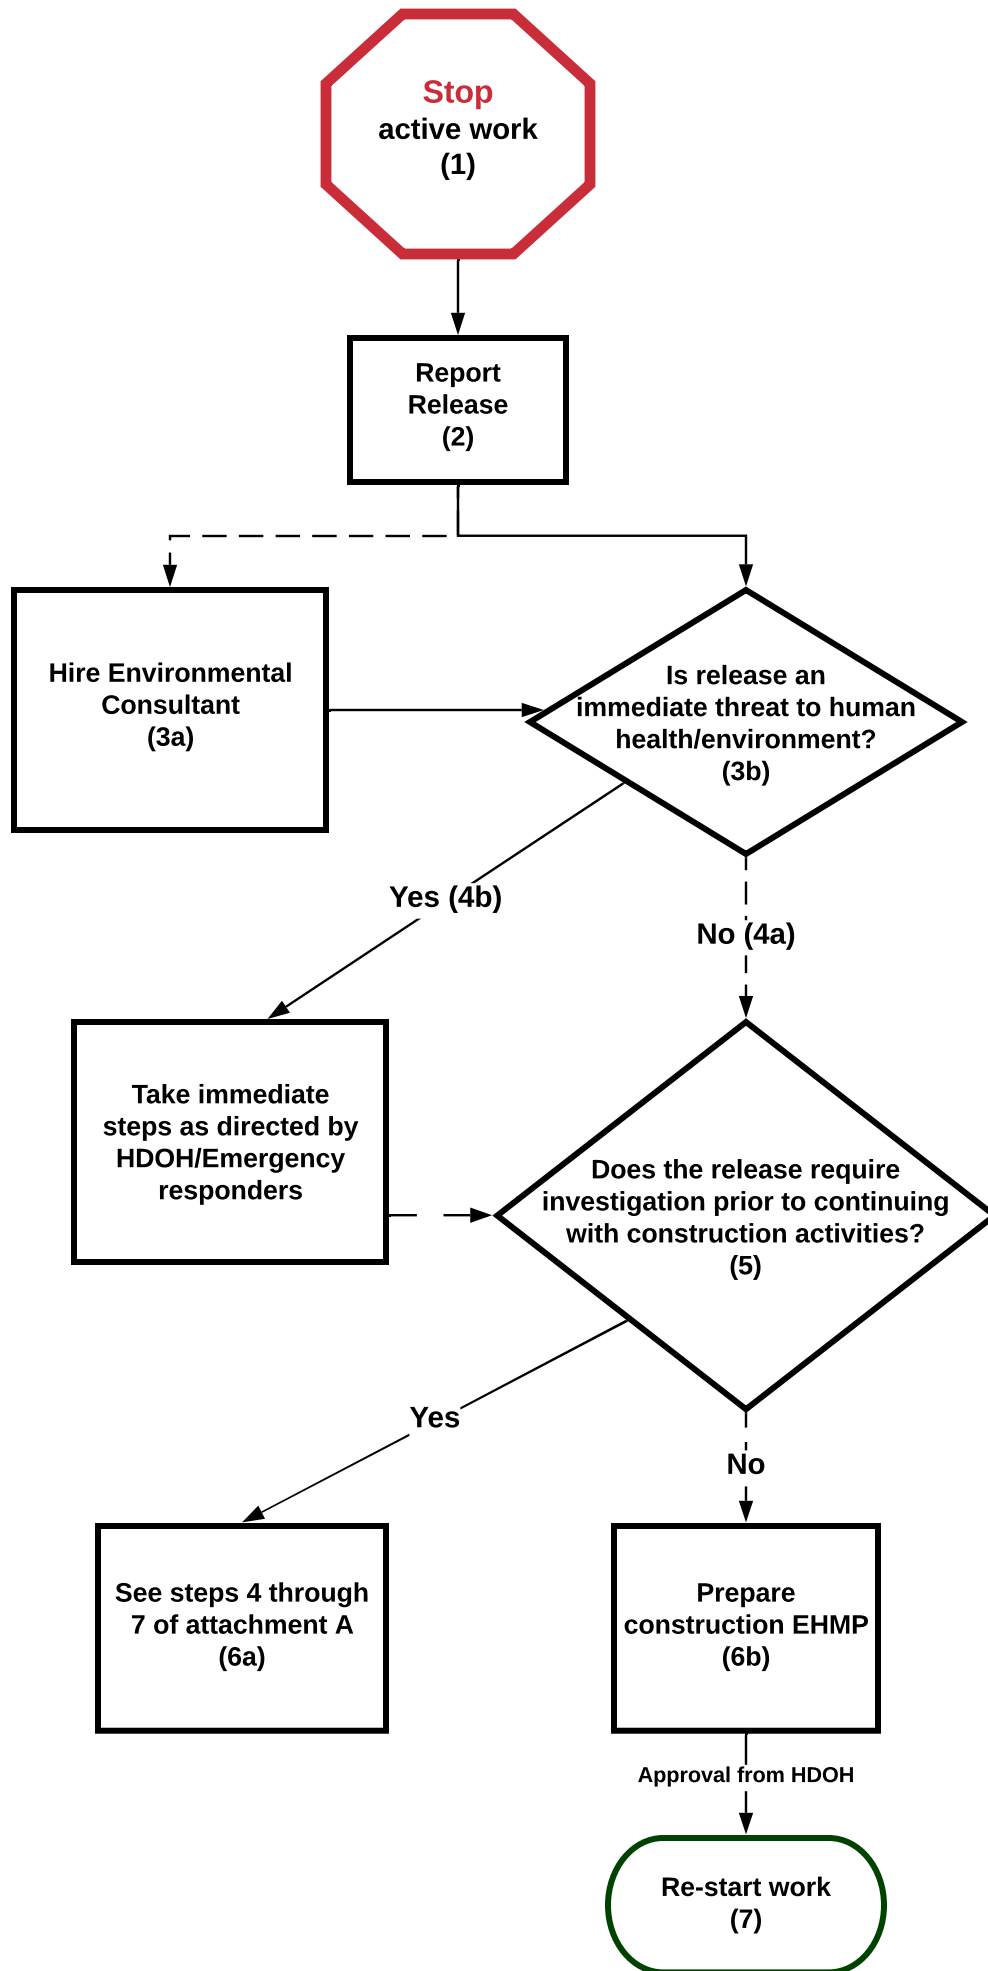 Stop
active work
(1)
Report
Release
(2)
Hire Environmental
Consultant
(3a)
Is release an
immediate threat to human
health/environment?
(3b)
Yes (4b)
No (4a)
Take immediate
steps as directed by
HDOH/Emergency
responders
Does the release require
investigation prior to continuing
with construction activities?
(5)
Yes
No
See steps 4 through
7 of attachment A
(6a)
Prepare
construction EHMP
(6b)
Approval from HDOH
Re-start work
(7)